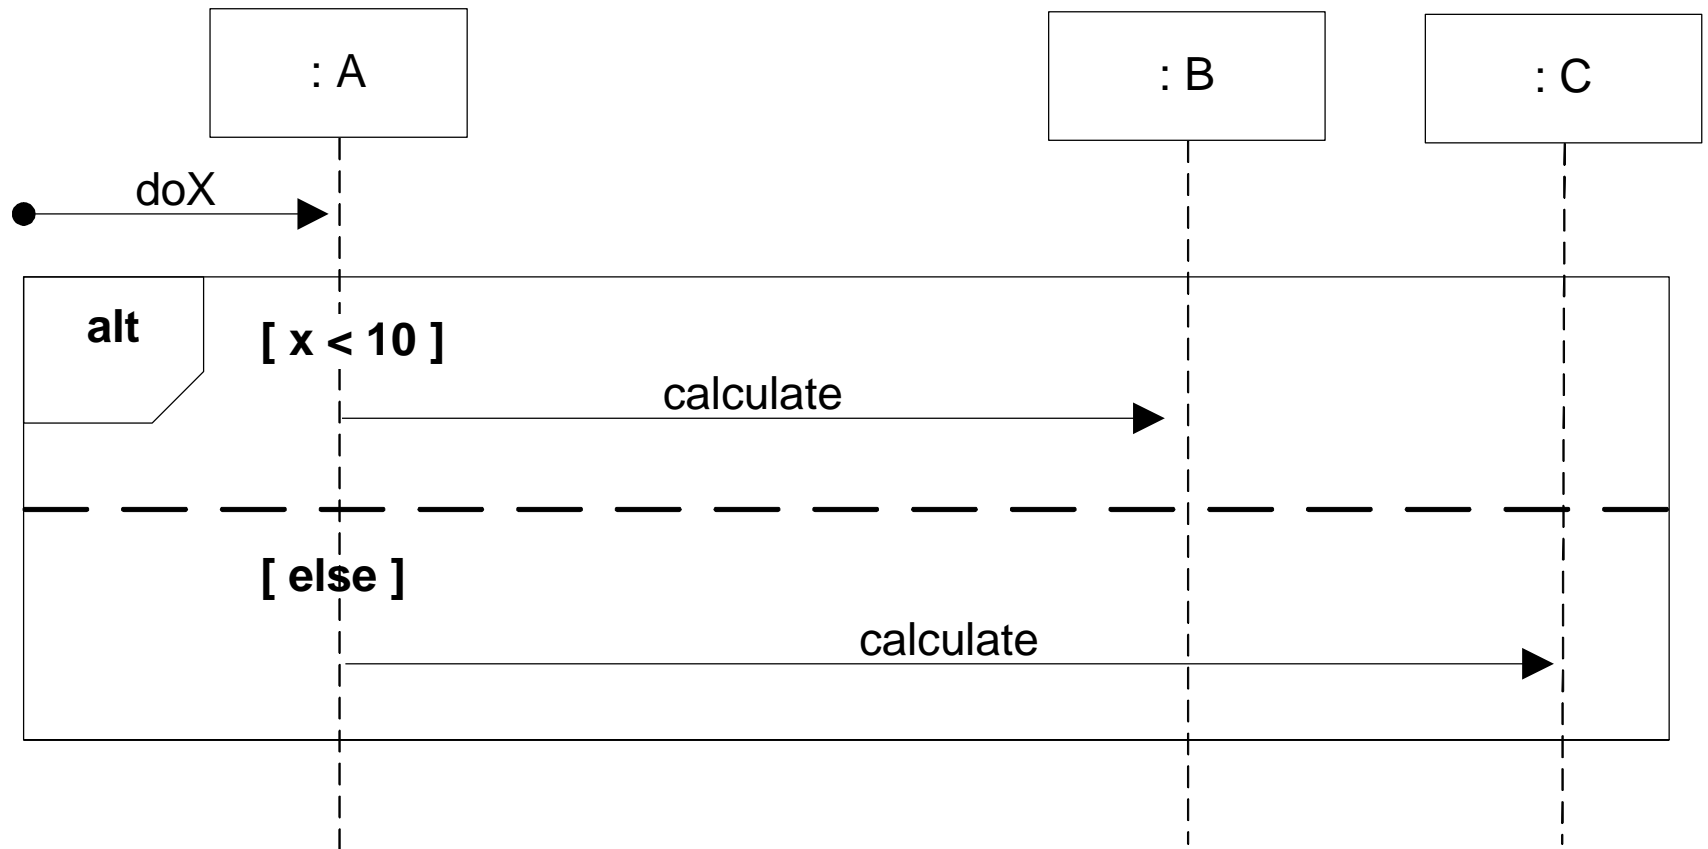 : A
: B
: C
doX
alt
[ x < 10 ]
calculate
[ else ]
calculate